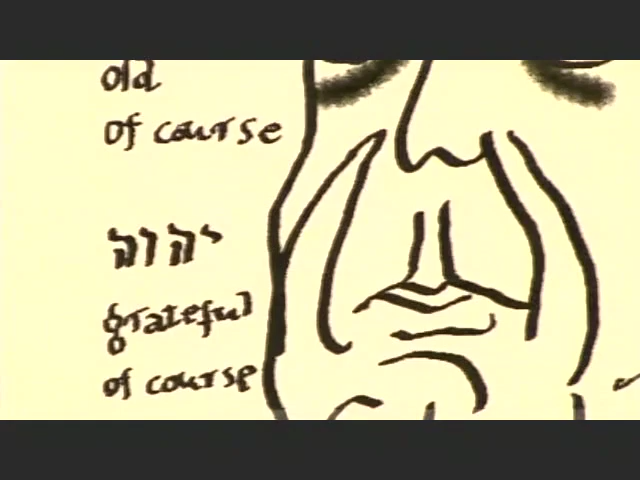 old
of course
יהוה
grateful
of course